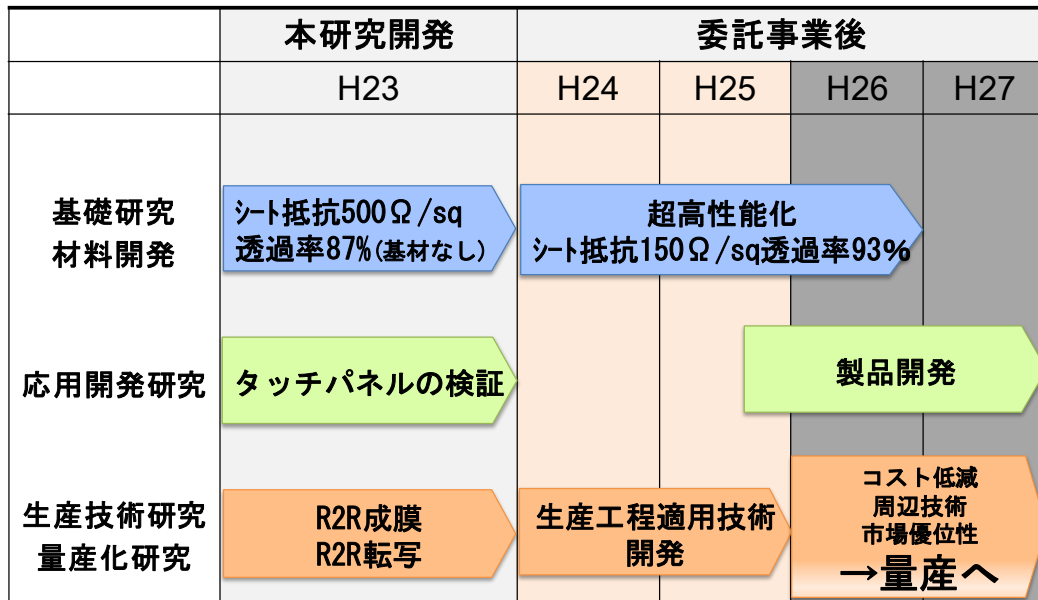 本研究開発
委託事業後
H23
H24
H25
H26
H27
基礎研究
材料開発
シート抵抗500Ω/sq
透過率87%(基材なし)
超高性能化
シート抵抗150Ω/sq透過率93%
応用開発研究
タッチパネルの検証
製品開発
生産技術研究
量産化研究
R2R成膜
R2R転写
生産工程適用技術
開発
コスト低減
周辺技術
市場優位性
→量産へ